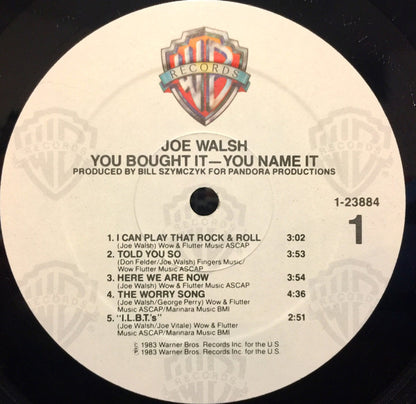 WB
RECORDS
JOE WALSH
YOU BOUGHT IT—YOU NAME IT
PRODUCED BY BILL SZYMCZYK FOR PANDORA PRODUCTIONS
1-23884
1
1. I CAN PLAY THAT ROCK & ROLL 3:02
(Joe Walsh) Wow & Flutter Music ASCAP
2. TOLD YOU SO 3:53
(Don Felder/Joe Walsh) Fingers Music/
Wow Flutter Music ASCAP
3. HERE WE ARE NOW 3:54
(Joe Walsh) Wow & Flutter Music ASCAP
4. THE WORRY SONG 4:36
(Joe Walsh/George Perry) Wow & Flutter
Music ASCAP/Marinara Music BMI
5. "I.L.B.T.'s" 2:51
(Joe Walsh/Joe Vitale) Wow & Flutter
Music ASCAP/Marinara Music BMI
© 1983 Warner Bros. Records Inc. for the U.S.
℗ 1983 Warner Bros. Records Inc. for the U.S.